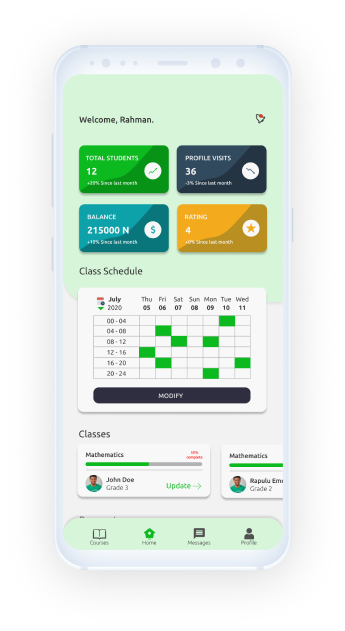 Welcome, Rahman.
TOTAL STUDENTS
12
+20% Since last month
PROFILE VISITS
36
-3% Since last month
BALANCE
215000 N
+10% Since last month
RATING
4
+0% Since last month
Class Schedule
July Thu Fri Sat Sun Mon Tue Wed
2020 05 06 07 08 09 10 11
00 - 04
04 - 08
08 - 12
12 - 16
16 - 20
20 - 24
MODIFY
Classes
Mathematics
complete
John Doe
Grade 3
Update
Mathematics
Rapulu Em
Grade 2
Courses
Home
Messages
Profile